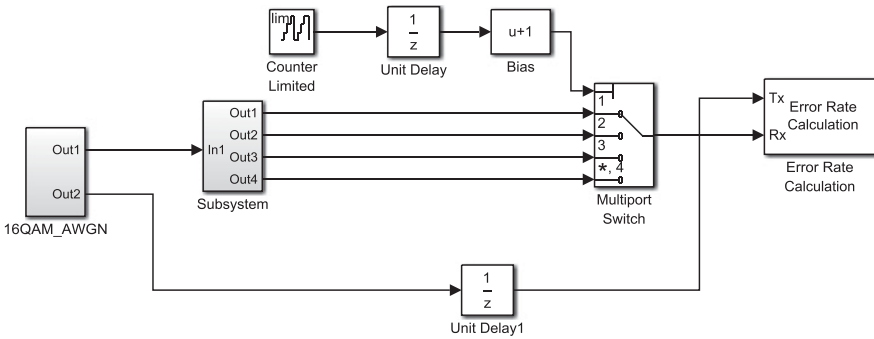 lim
Counter
Limited
1
z
Unit Delay
u+1
Bias
1
2
3
*, 4
Multiport
Switch
Tx
Rx
Error Rate
Calculation
Error Rate
Calculation
In1
Out1
Out2
Out3
Out4
Subsystem
Out1
Out2
16QAM_AWGN
1
z
Unit Delay1